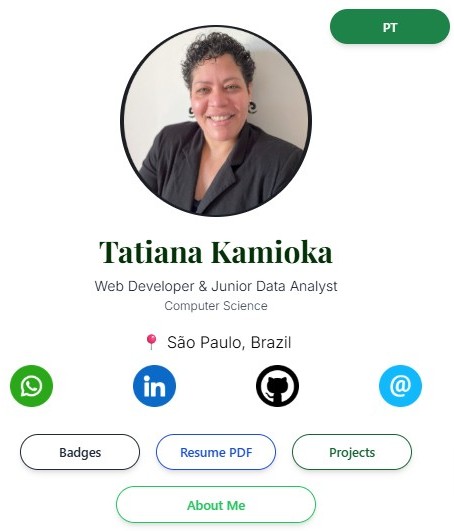 PT
Tatiana Kamioka
Web Developer & Junior Data Analyst
Computer Science
📍 São Paulo, Brazil
in
@
Badges
Resume PDF
Projects
About Me